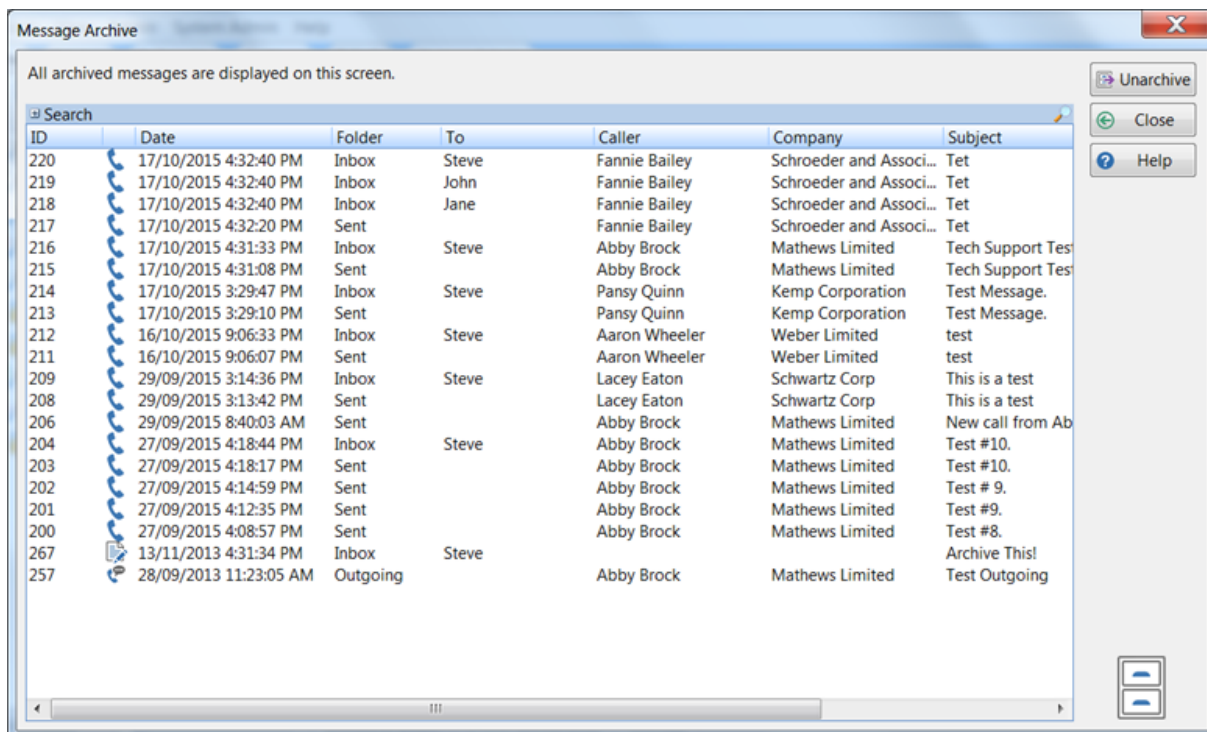 Message Archive
All archived messages are displayed on this screen.
Unarchive
Search
Close
ID Date Folder To Caller Company Subject
Help
220 17/10/2015 4:32:40 PM Inbox Steve Fannie Bailey Schroeder and Associ... Tet
219 17/10/2015 4:32:40 PM Inbox John Fannie Bailey Schroeder and Associ... Tet
218 17/10/2015 4:32:40 PM Inbox Jane Fannie Bailey Schroeder and Associ... Tet
217 17/10/2015 4:32:20 PM Sent Fannie Bailey Schroeder and Associ... Tet
216 17/10/2015 4:31:33 PM Inbox Steve Abby Brock Mathews Limited Tech Support Test
215 17/10/2015 4:31:08 PM Sent Abby Brock Mathews Limited Tech Support Test
214 17/10/2015 3:29:47 PM Inbox Steve Pansy Quinn Kemp Corporation Test Message.
213 17/10/2015 3:29:10 PM Sent Pansy Quinn Kemp Corporation Test Message.
212 16/10/2015 9:06:33 PM Inbox Steve Aaron Wheeler Weber Limited test
211 16/10/2015 9:06:07 PM Sent Aaron Wheeler Weber Limited test
209 29/09/2015 3:14:36 PM Inbox Steve Lacey Eaton Schwartz Corp This is a test
208 29/09/2015 3:13:42 PM Sent Lacey Eaton Schwartz Corp This is a test
206 29/09/2015 8:40:03 AM Sent Abby Brock Mathews Limited New call from Ab
204 27/09/2015 4:18:44 PM Inbox Steve Abby Brock Mathews Limited Test #10.
203 27/09/2015 4:18:17 PM Sent Abby Brock Mathews Limited Test #10.
202 27/09/2015 4:14:59 PM Sent Abby Brock Mathews Limited Test # 9.
201 27/09/2015 4:12:35 PM Sent Abby Brock Mathews Limited Test #9.
200 27/09/2015 4:08:57 PM Sent Abby Brock Mathews Limited Test #8.
267 13/11/2013 4:31:34 PM Inbox Steve Archive This!
257 28/09/2013 11:23:05 AM Outgoing Abby Brock Mathews Limited Test Outgoing